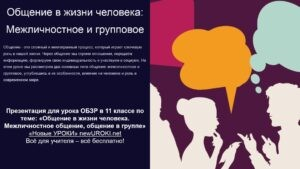 Общение в жизни человека:
Межличностное и групповое
Общение - это сложный и многогранный процесс, который играет ключевую
роль в нашей жизни. Через общение мы строим отношения, передаем
информацию, формируем свою индивидуальность и участвуем в социуме. На
этом уроке мы рассмотрим два основных типа общения: межличностное и
групповое, углубившись в их особенности, влияние на человека и роль в
современном мире.
Презентация для урока ОБЗР в 11 классе по
теме: «Общение в жизни человека.
Межличностное общение, общение в группе»
«Новые УРОКИ» newUROKI.net
Всё для учителя – всё бесплатно!